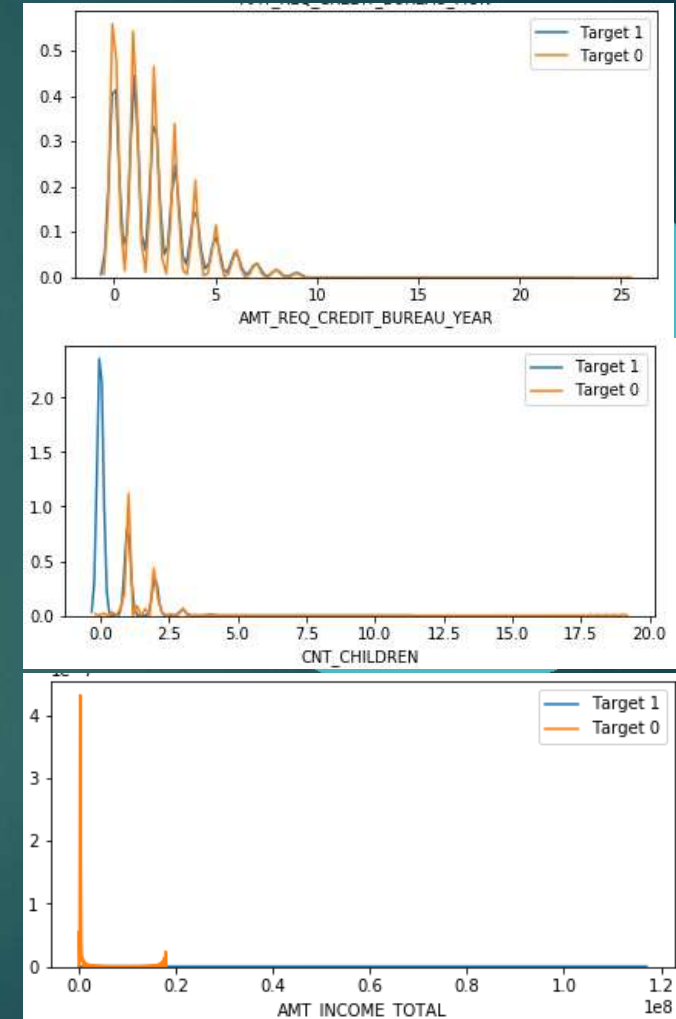 Target 1
Target 0
0.5
0.4
0.3
0.2
0.1
0.0
0 5 10 15 20 25
AMT_REQ_CREDIT_BUREAU_YEAR
Target 1
Target 0
2.0
1.5
1.0
0.5
0.0
0.0 2.5 5.0 7.5 10.0 12.5 15.0 17.5 20.0
CNT_CHILDREN
Target 1
Target 0
4
3
2
1
0
0.0 0.2 0.4 0.6 0.8 1.0 1.2
1e8
AMT_INCOME_TOTAL